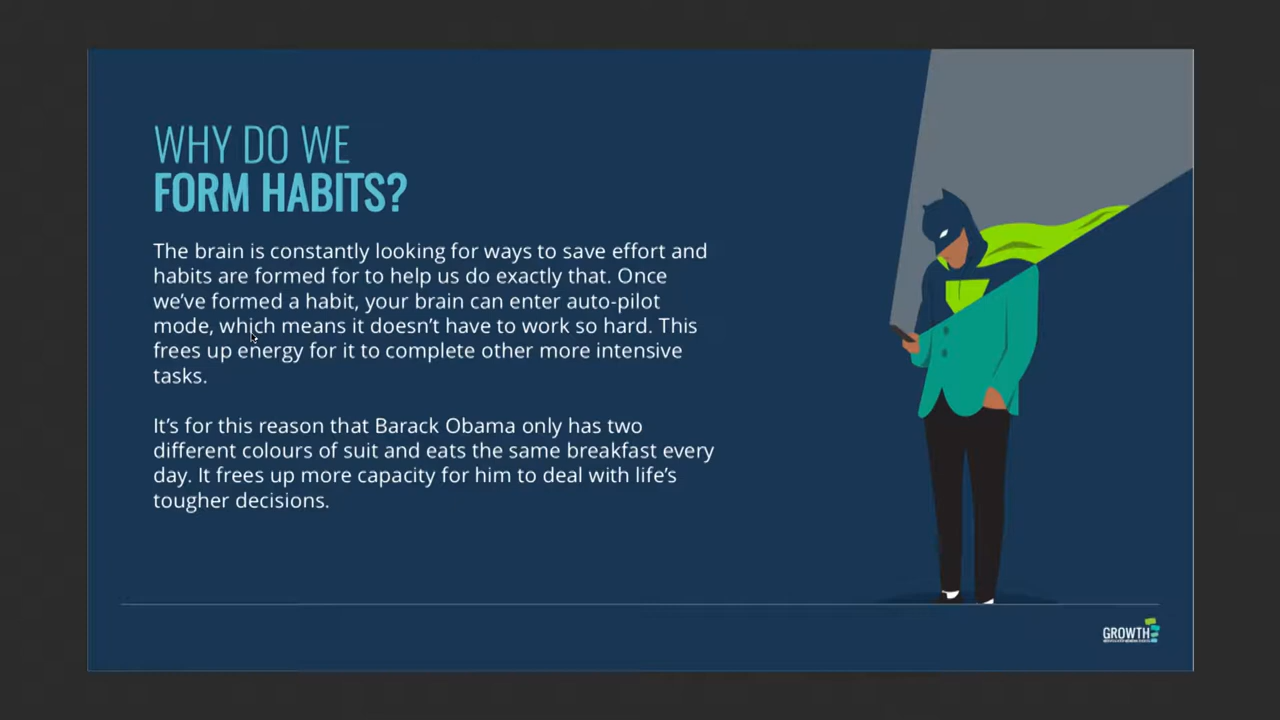 WHY DO WE
FORM HABITS?
The brain is constantly looking for ways to save effort and
habits are formed for to help us do exactly that. Once
we’ve formed a habit, your brain can enter auto-pilot
mode, which means it doesn’t have to work so hard. This
frees up energy for it to complete other more intensive
tasks.
It’s for this reason that Barack Obama only has two
different colours of suit and eats the same breakfast every
day. It frees up more capacity for him to deal with life’s
tougher decisions.
GROWTH